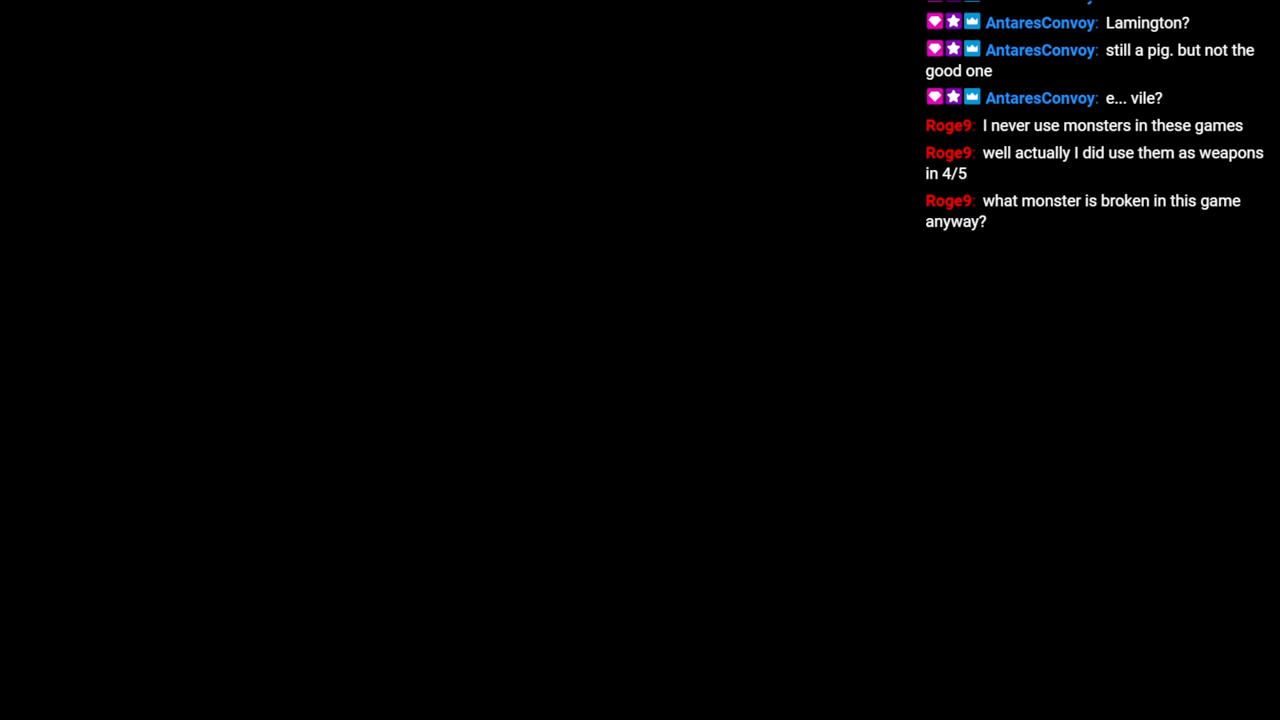 AntaresConvoy: Lamington?
AntaresConvoy: still a pig. but not the
good one
AntaresConvoy: e... vile?
Roge9: I never use monsters in these games
Roge9: well actually I did use them as weapons
in 4/5
Roge9: what monster is broken in this game
anyway?